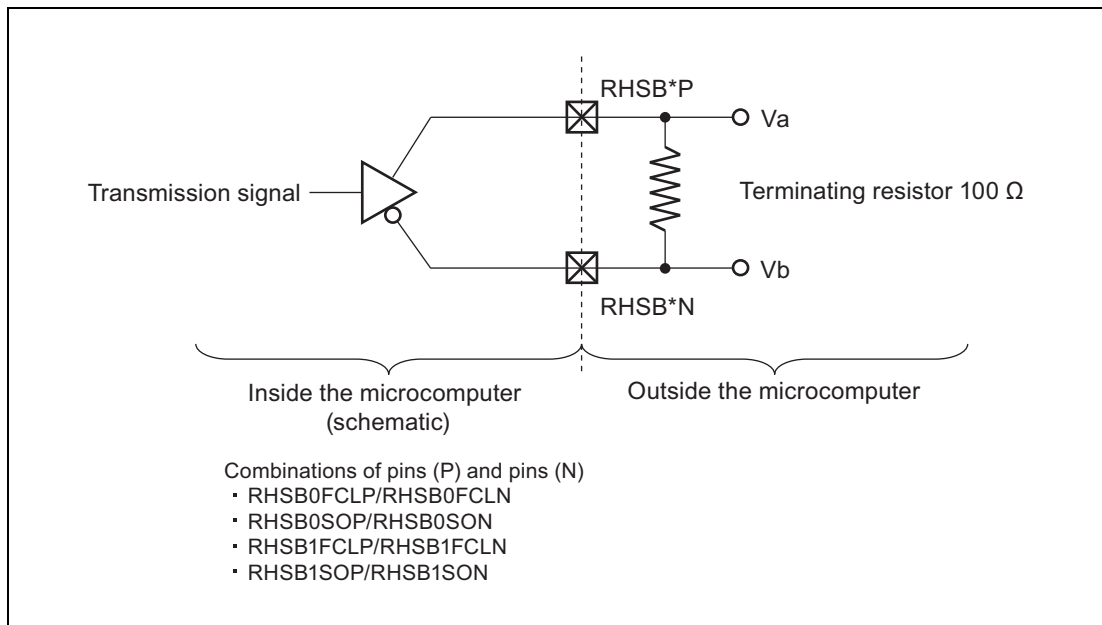 RHSB*P
Va
Transmission signal
Terminating resistor 100 Ω
Vb
RHSB*N
Inside the microcomputer
(schematic)
Outside the microcomputer
Combinations of pins (P) and pins (N)
・RHSB0FCLP/RHSB0FCLN
・RHSB0SOP/RHSB0SON
・RHSB1FCLP/RHSB1FCLN
・RHSB1SOP/RHSB1SON